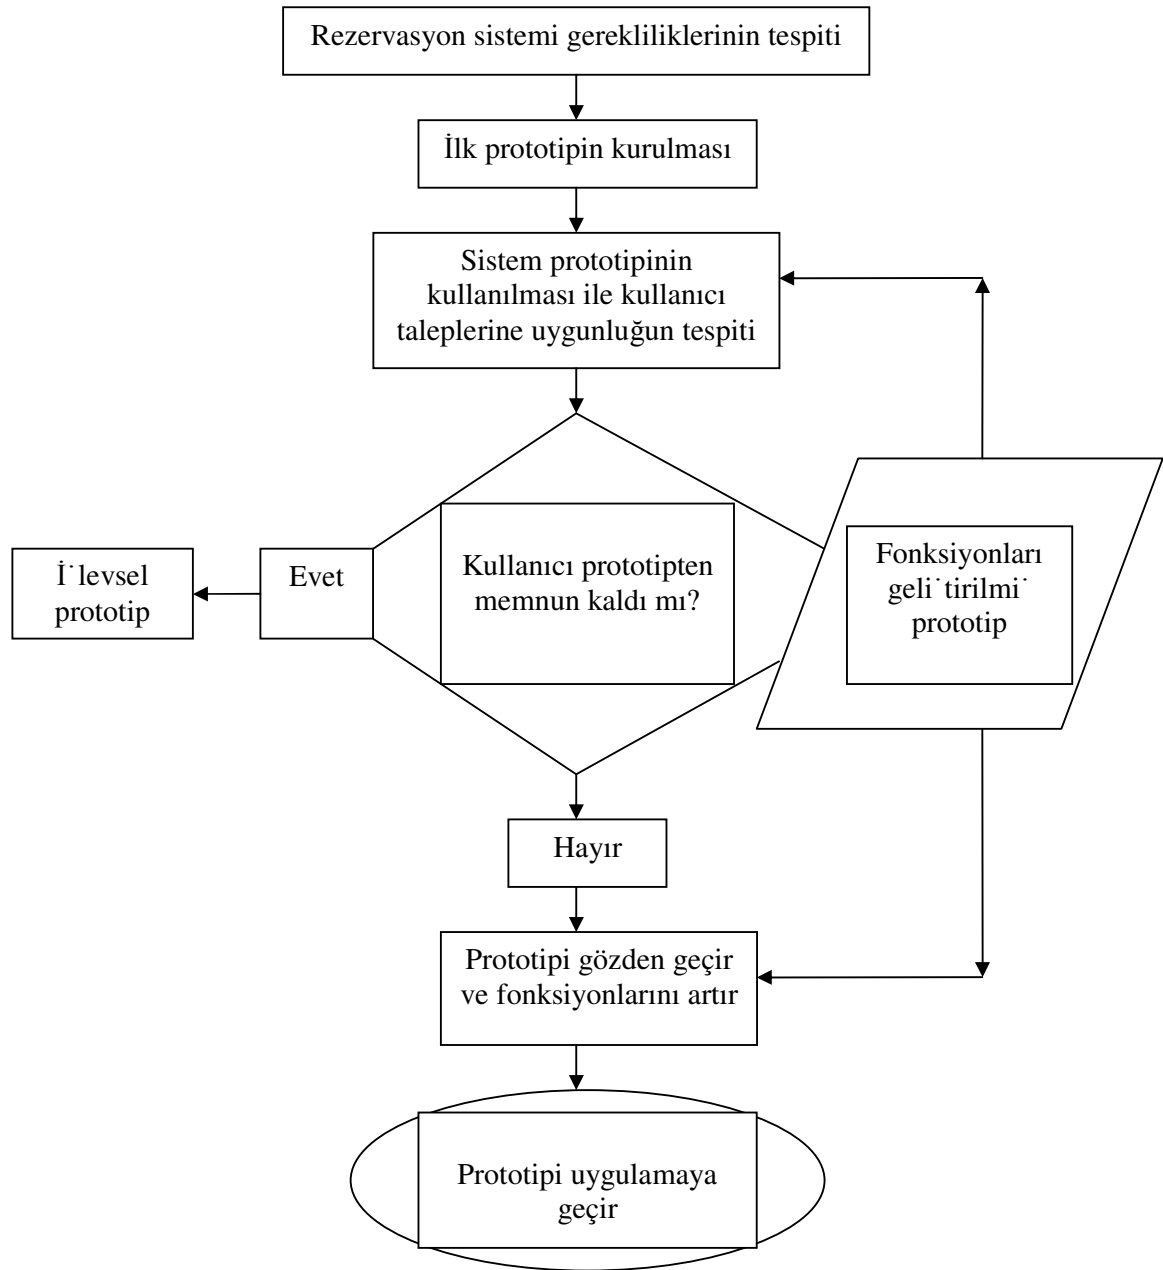 Rezervasyon sistemi gerekliliklerinin tespiti
İlk prototipin kurulması
Sistem prototipinin
kullanılması ile kullanıcı
taleplerine uygunluğun tespiti
Kullanıcı prototipten
memnun kaldı mı?
Evet
İ˙levsel
prototip
Fonksiyonları
geli˙tirilmi˙
prototip
Hayır
Prototipi gözden geçir
ve fonksiyonlarını artır
Prototipi uygulamaya
geçir